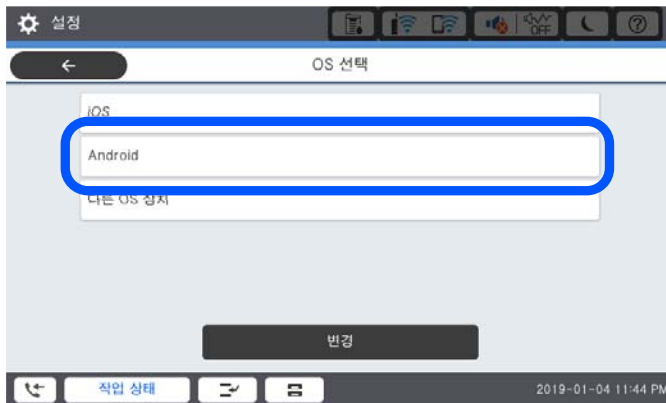 설정
OFF
OS 선택
iOS
Android
다른 OS 장치
변경
작업 상태
2019-01-04 11:44 PM